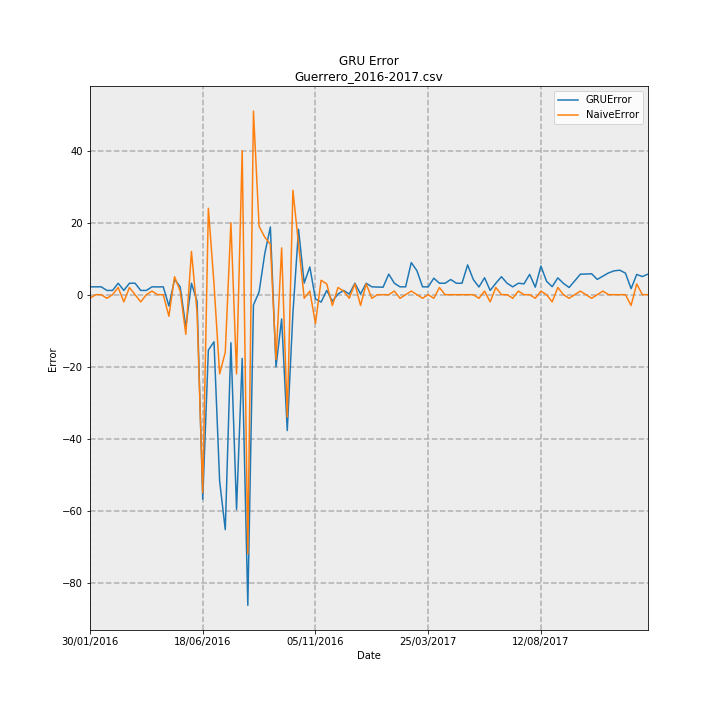 GRU Error
Guerrero_2016-2017.csv
GRUError
NaiveError
40
20
0
−20
−40
−60
−80
Error
30/01/2016 18/06/2016 05/11/2016 25/03/2017 12/08/2017
Date